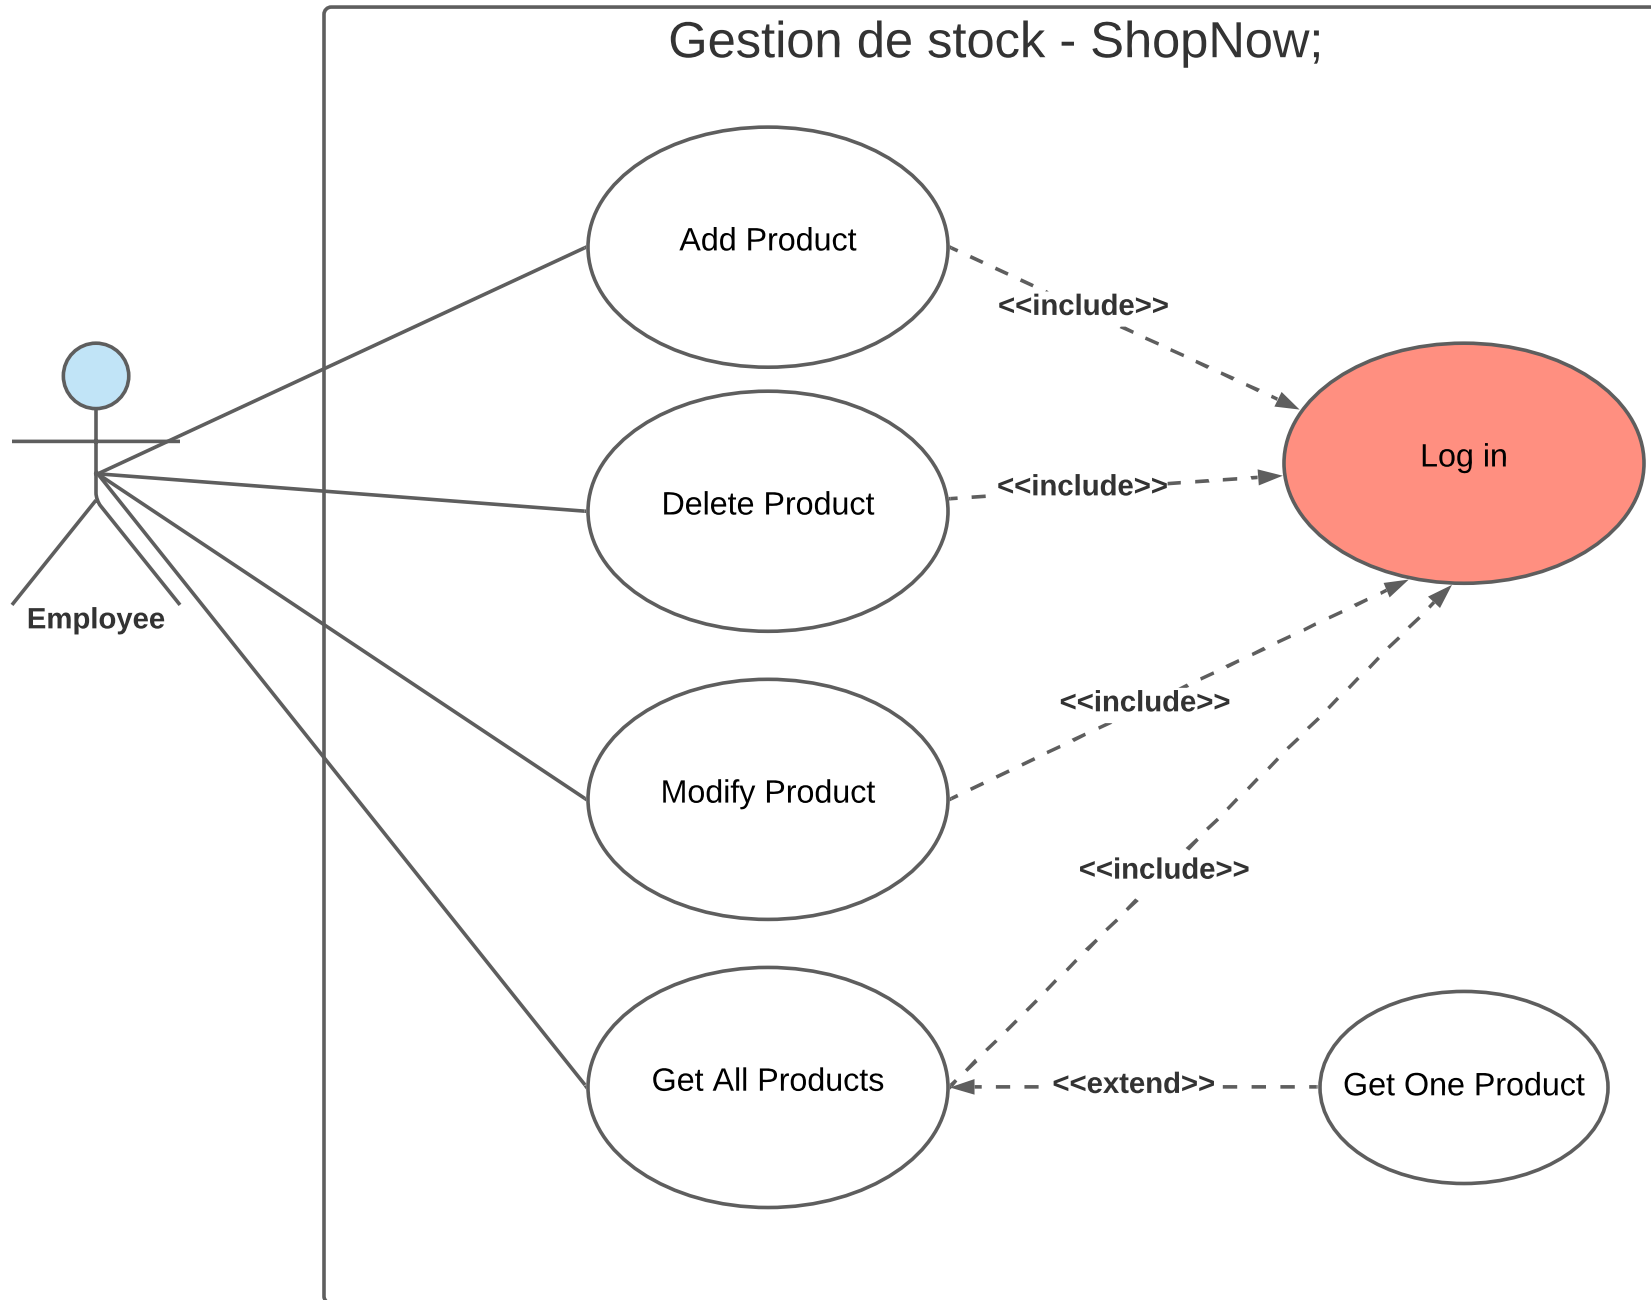 Gestion de stock - ShopNow;
Add Product
<<include>>
Log in
Delete Product
<<include>>
Employee
Modify Product
<<include>>
<<include>>
Get All Products
<<extend>>
Get One Product